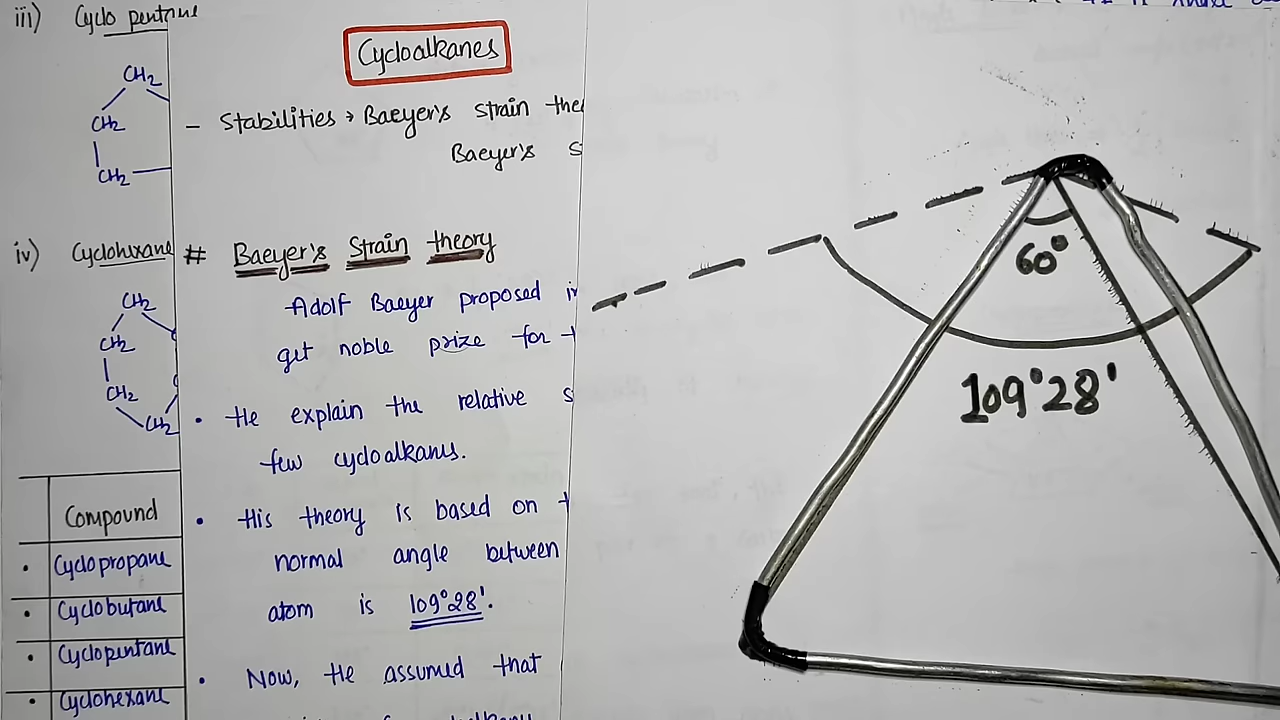 iii) Cyclo pentane
CH2
CH2
CH2
iv) Cyclohexane
CH2
CH2
CH2
CH2
Compound
• Cyclopropane
• Cyclobutane
• Cyclopentane
• Cyclohexane
Cycloalkanes
- Stabilities > Baeyer's strain
Baeyer's
# Baeyer's Strain theory
Adolf Baeyer proposed
get noble prize for
• He explain the relative
few cycloalkanes.
• His theory is based on
normal angle between
atom is 109°28'.
• Now, He assumed that
60°
109°28'